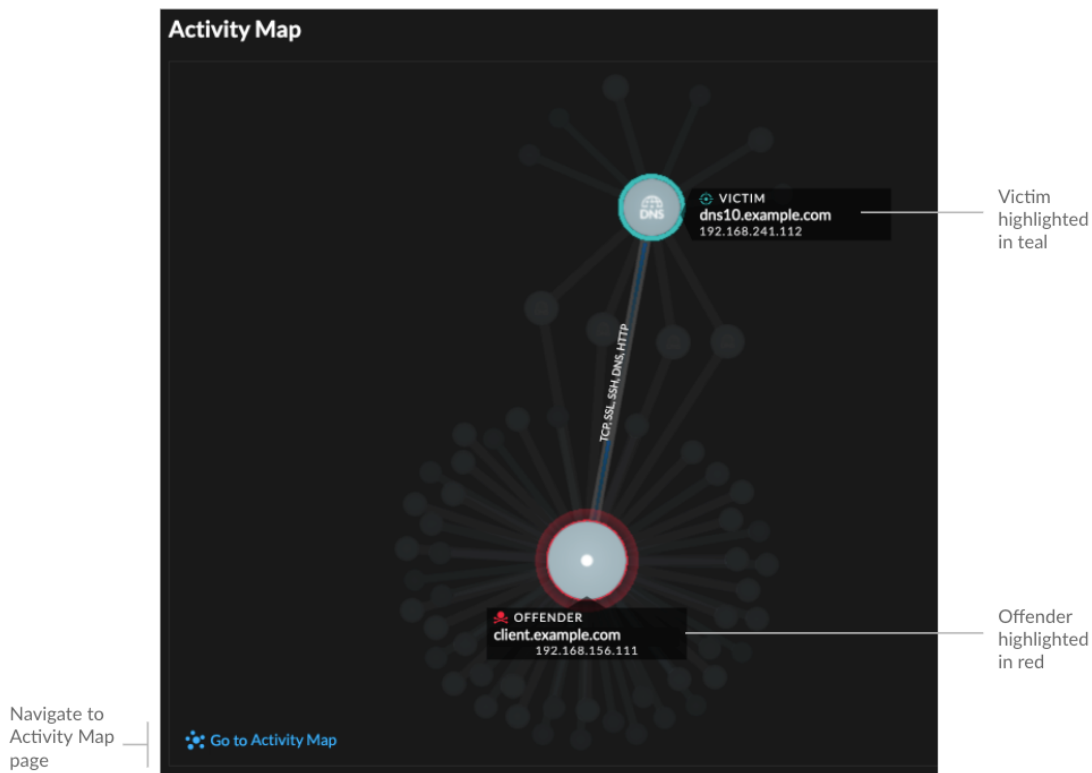 Activity Map
DNS
VICTIM
dns10.example.com
192.168.241.112
Victim
highlighted
in teal
TCP, SSL, SSH, DNS, HTTP
OFFENDER
client.example.com
192.168.156.111
Offender
highlighted
in red
Navigate to
Activity Map
page
Go to Activity Map